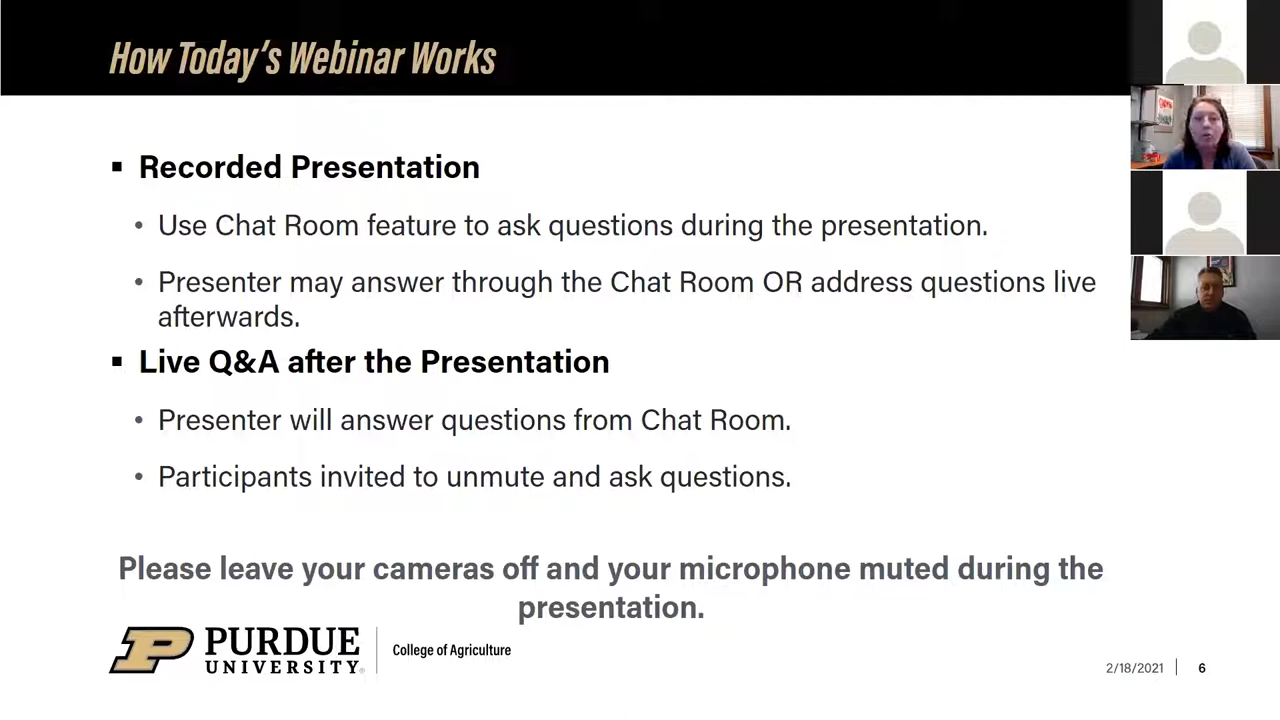 How Today's Webinar Works
▪ Recorded Presentation
• Use Chat Room feature to ask questions during the presentation.
• Presenter may answer through the Chat Room OR address questions live
afterwards.
▪ Live Q&A after the Presentation
• Presenter will answer questions from Chat Room.
• Participants invited to unmute and ask questions.
Please leave your cameras off and your microphone muted during the
presentation.
PURDUE
UNIVERSITY®
College of Agriculture
2/18/2021 | 6